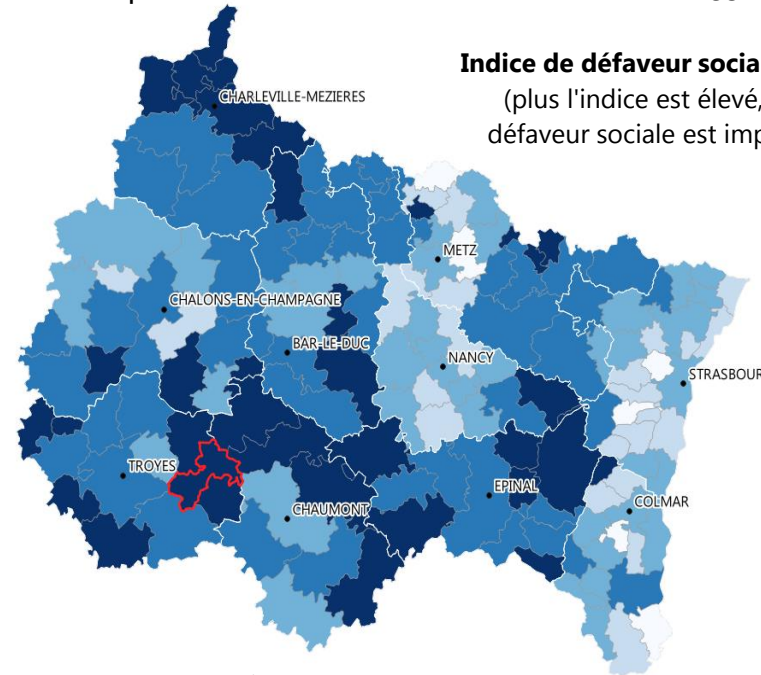 Indice de défaveur socia
(plus l'indice est élevé,
défaveur sociale est imp
CHARLEVILLE-MEZIERES
METZ
CHALONS-EN-CHAMPAGNE
BAR-LE-DUC
NANCY
STRASBOUR
TROYES
EPINAL
CHAUMONT
COLMAR